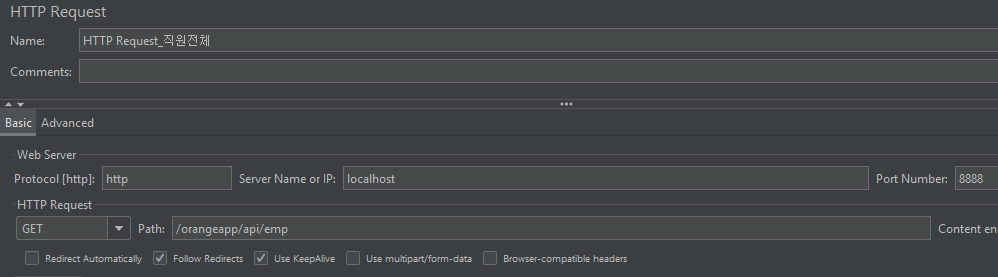 HTTP Request
Name: HTTP Request_직원전체
Comments:
Basic Advanced
Web Server
Protocol [http]: http Server Name or IP: localhost Port Number: 8888
HTTP Request
GET Path: /orangeapp/api/emp Content en
Redirect Automatically Follow Redirects Use KeepAlive Use multipart/form-data Browser-compatible headers